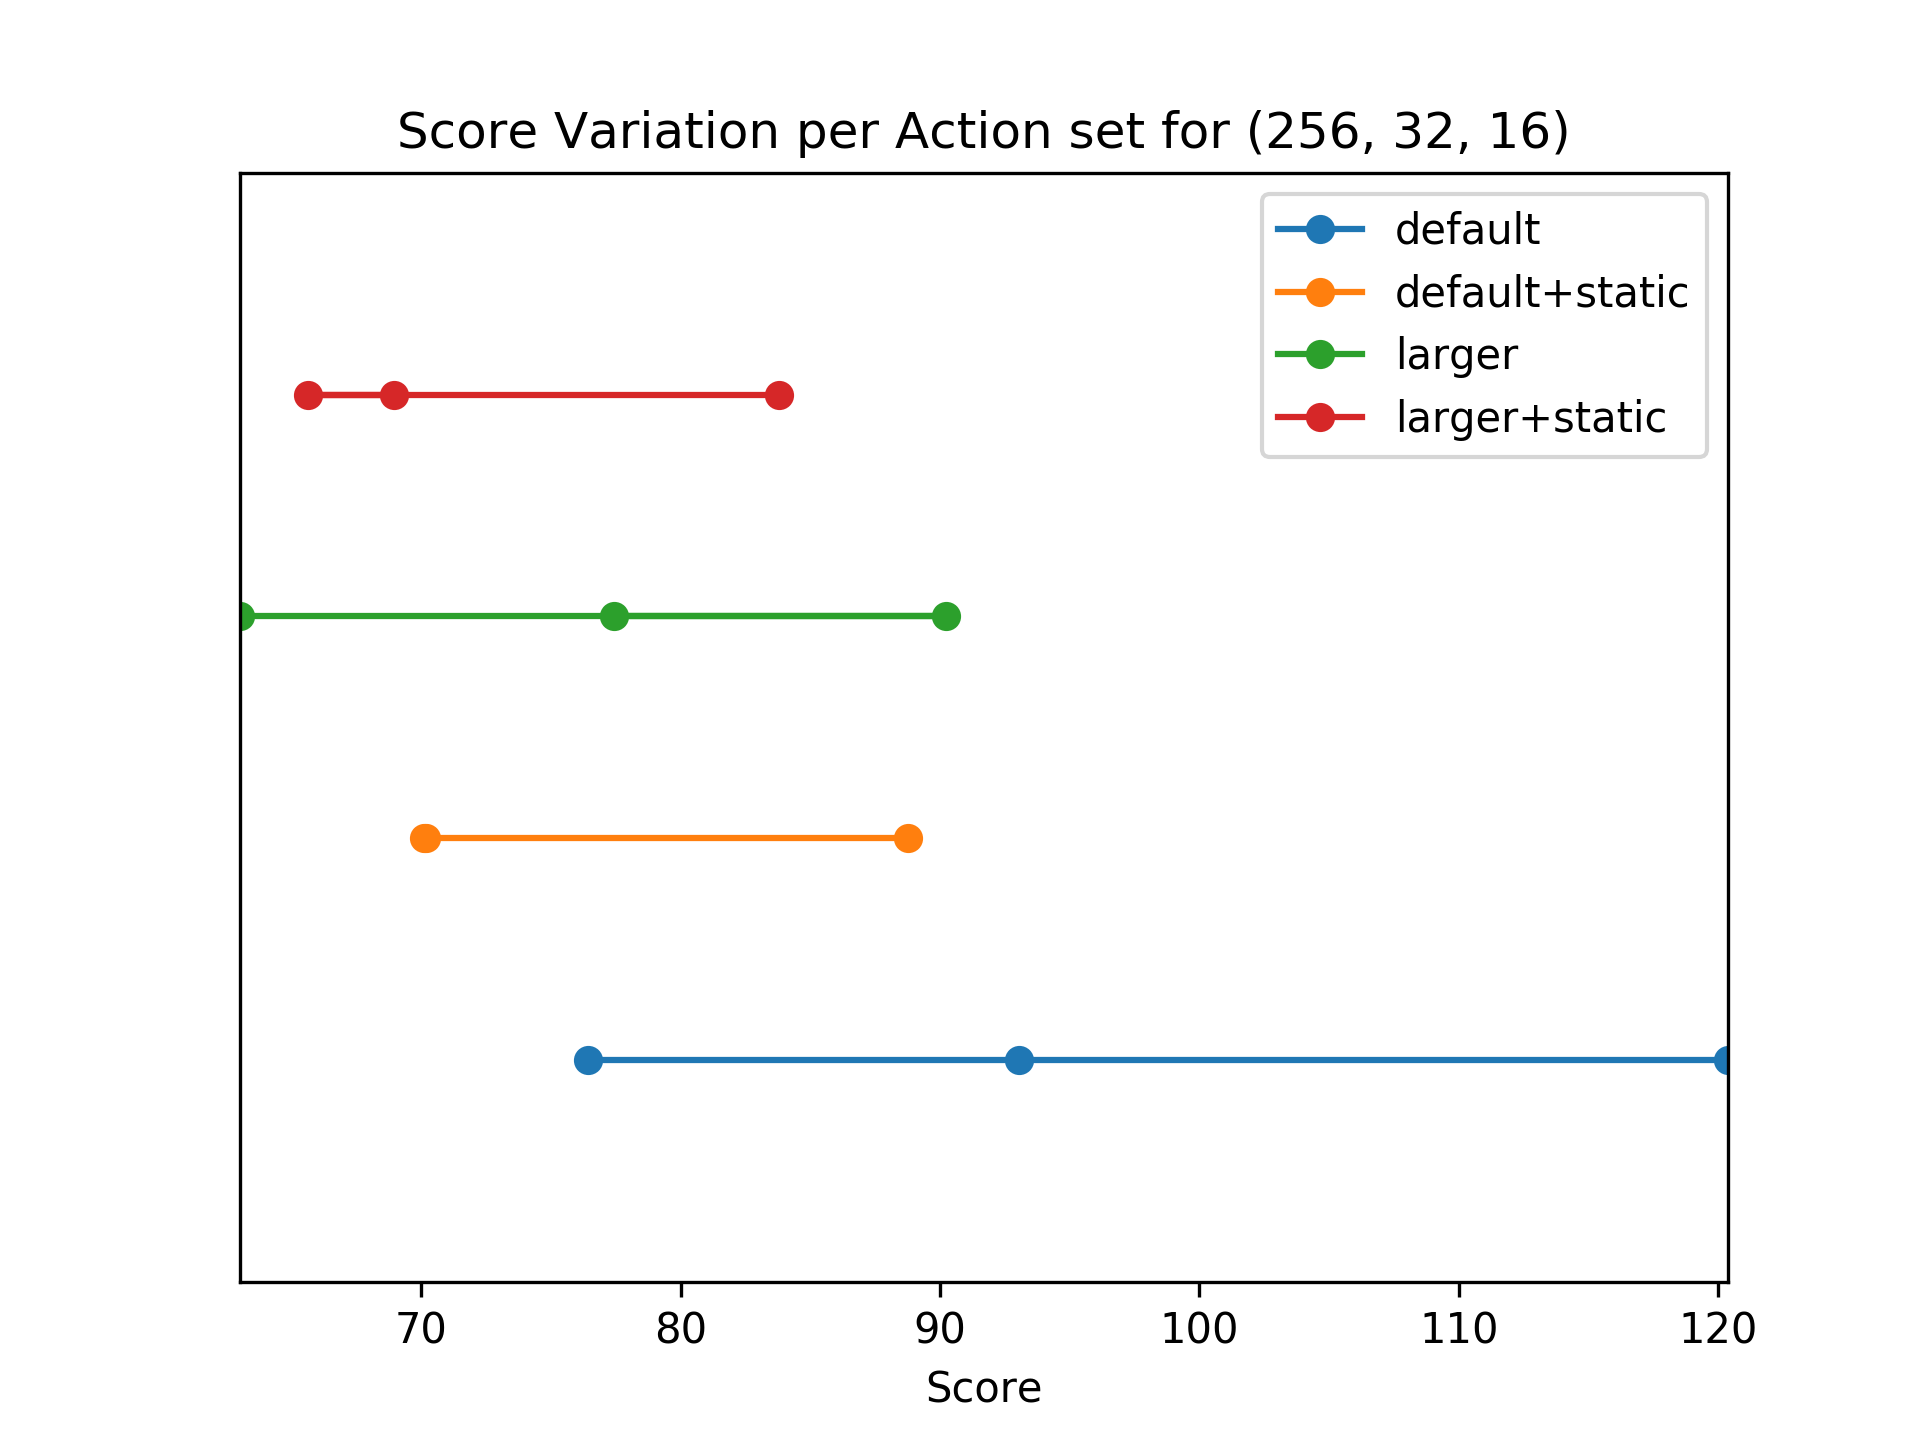 Score Variation per Action set for (256, 32, 16)
default
default+static
larger
larger+static
70 80 90 100 110 120
Score